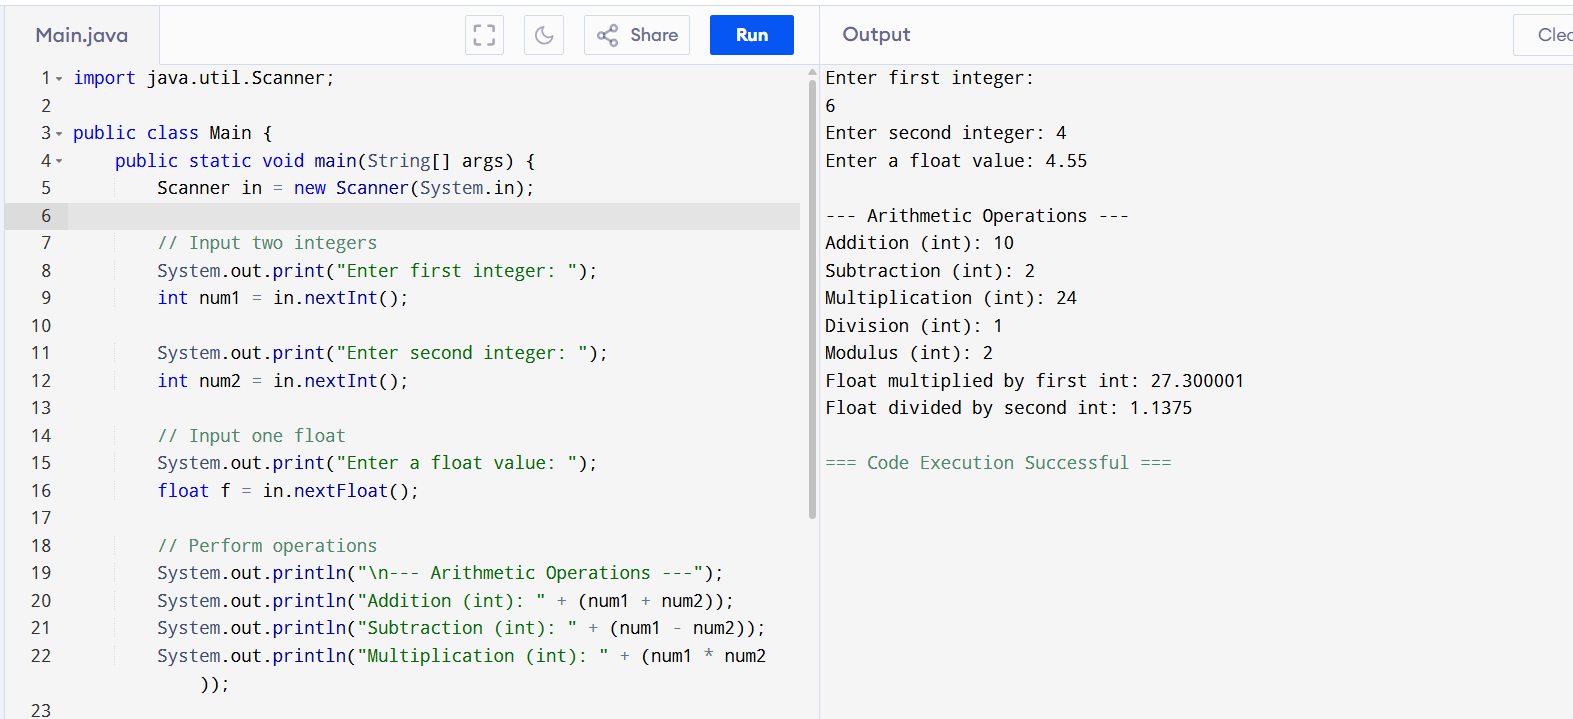 Main.java
Share
Run
Output
1 import java.util.Scanner;
2
3 public class Main {
4 public static void main(String[] args) {
5 Scanner in = new Scanner(System.in);
6
7 // Input two integers
8 System.out.print("Enter first integer: ");
9 int num1 = in.nextInt();
10
11 System.out.print("Enter second integer: ");
12 int num2 = in.nextInt();
13
14 // Input one float
15 System.out.print("Enter a float value: ");
16 float f = in.nextFloat();
17
18 // Perform operations
19 System.out.println("\n--- Arithmetic Operations ---");
20 System.out.println("Addition (int): " + (num1 + num2));
21 System.out.println("Subtraction (int): " + (num1 - num2));
22 System.out.println("Multiplication (int): " + (num1 * num2
));
23
Enter first integer:
6
Enter second integer: 4
Enter a float value: 4.55
--- Arithmetic Operations ---
Addition (int): 10
Subtraction (int): 2
Multiplication (int): 24
Division (int): 1
Modulus (int): 2
Float multiplied by first int: 27.300001
Float divided by second int: 1.1375
=== Code Execution Successful ===